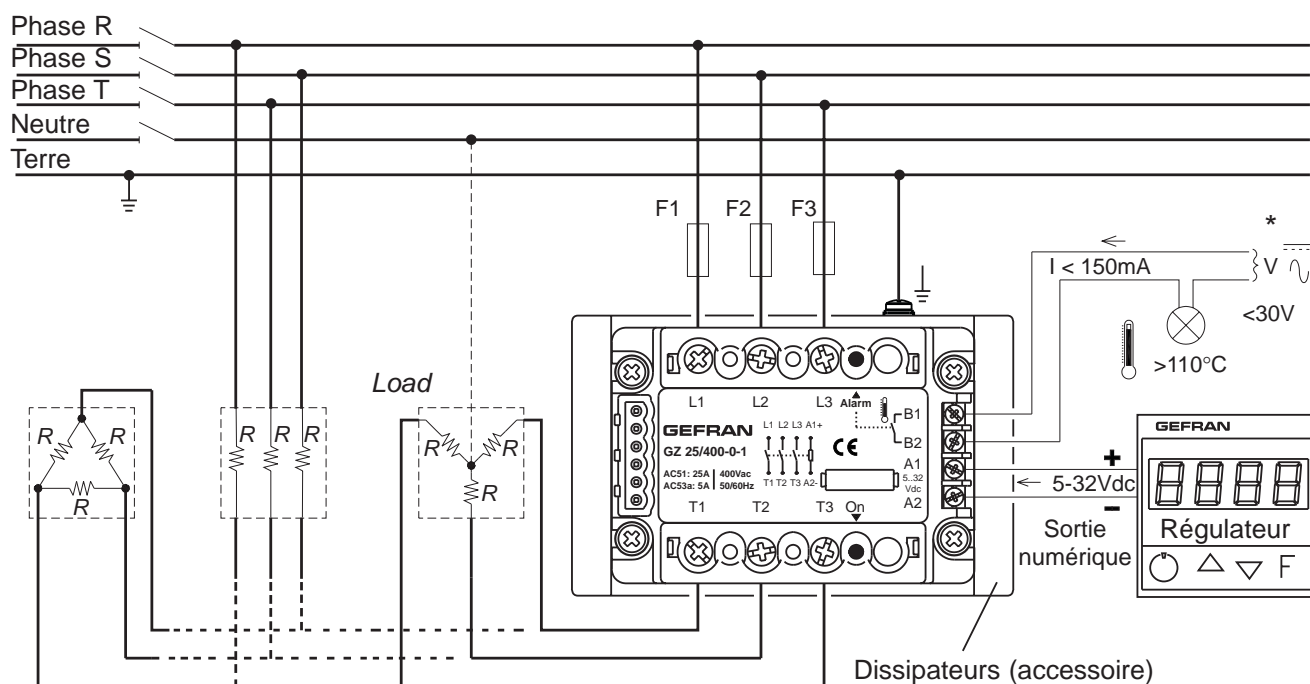 Phase R
Phase S
Phase T
Neutre
Terre
F1 F2 F3
*
I < 150mA
V
<30V
>110°C
Load
R R
R
R R R
R R
R
L1 L2 L3 Alarm
B1
B2
GEFRAN
GZ 25/400-0-1
AC51: 25A 400Vac
AC53a: 5A 50/60Hz
L1 L2 L3 A1+
T1 T2 T3 A2-
CE
A1
5..32
Vdc
A2
T1 T2 T3 On
+
5-32Vdc
−
Sortie
numérique
GEFRAN
8888
Régulateur
F
Dissipateurs (accessoire)